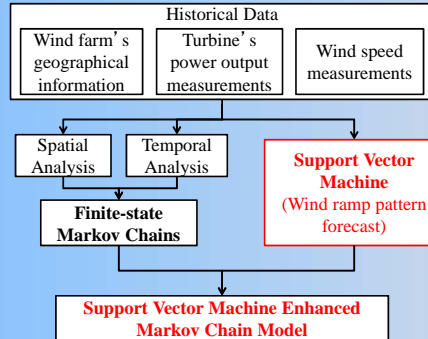 Historical Data
Wind farm's
geographical
information
Turbine's
power output
measurements
Wind speed
measurements
Spatial
Analysis
Temporal
Analysis
Support Vector
Machine
(Wind ramp pattern
forecast)
Finite-state
Markov Chains
Support Vector Machine Enhanced
Markov Chain Model